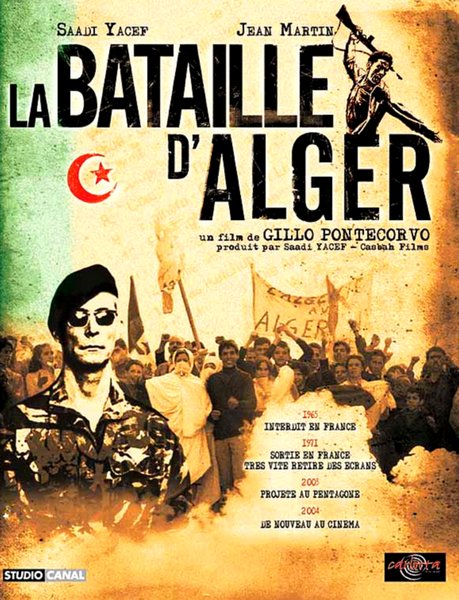 SAADI YACEF
JEAN MARTIN
LA BATAILLE
D'ALGER
un film de GILLO PONTECORVO
produit par Saadi YACEF - Casbah Films
ALGER
1965
INTERDIT EN FRANCE
1971
SORTIE EN FRANCE
TRES VITE RETIRE DES ECRANS
2003
PROJETE AU PENTAGONE
2004
DE NOUVEAU AU CINEMA
STUDIO CANAL
carlotta